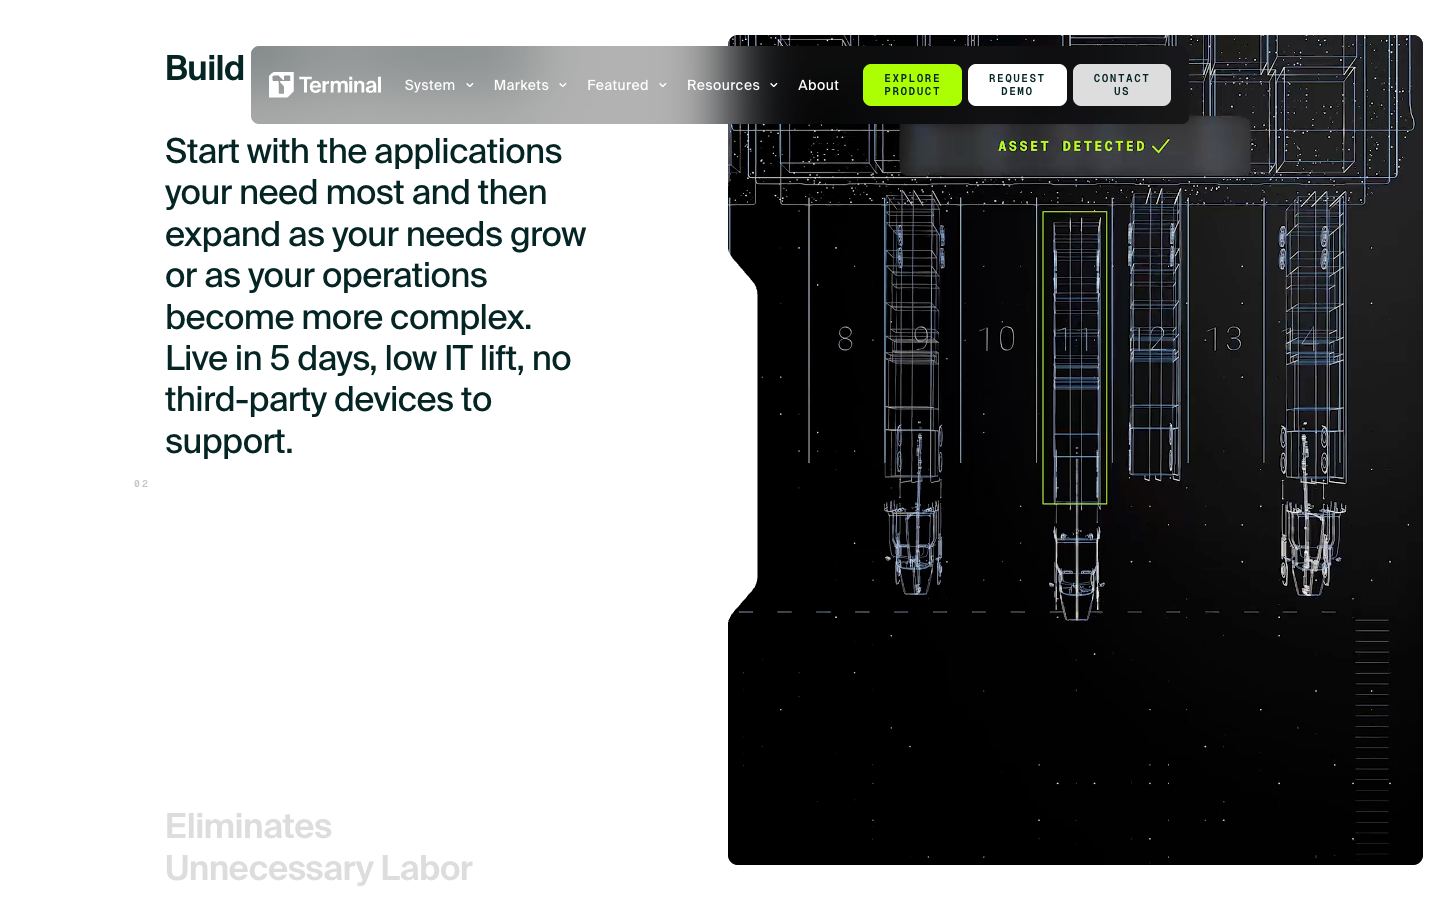 Build
Terminal
System
Markets
Featured
Resources
About
EXPLORE
PRODUCT
REQUEST
DEMO
CONTACT
US
Start with the applications
your need most and then
expand as your needs grow
or as your operations
become more complex.
Live in 5 days, low IT lift, no
third-party devices to
support.
02
Eliminates
Unnecessary Labor
ASSET DETECTED
8 9 10 11 12 13 14